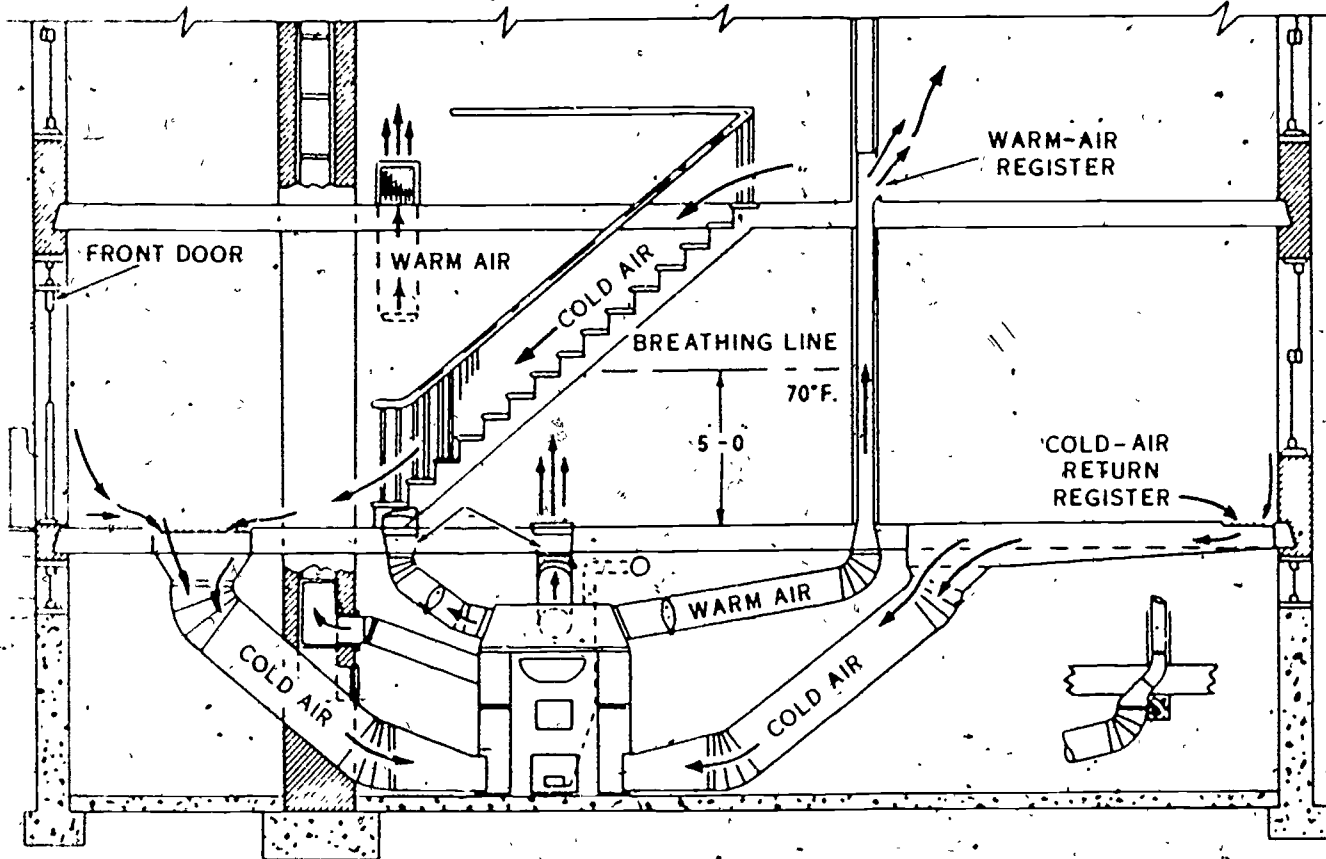 WARM-AIR
REGISTER
FRONT DOOR
WARM AIR
COLD AIR
BREATHING LINE
70°F.
5-0
COLD-AIR
RETURN
REGISTER
WARM AIR
COLD AIR
COLD AIR